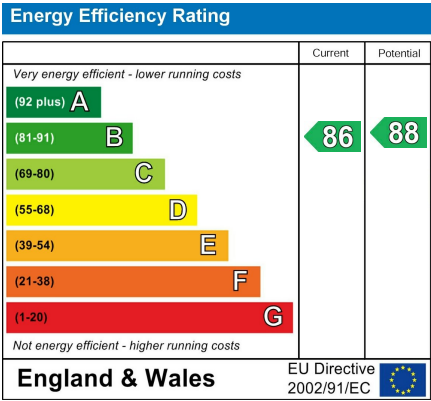 Energy Efficiency Rating
Current Potential
Very energy efficient - lower running costs
(92 plus) A
(81-91) B
86 88
(69-80) C
(55-68) D
(39-54) E
(21-38) F
(1-20) G
Not energy efficient - higher running costs
England & Wales
EU Directive
2002/91/EC